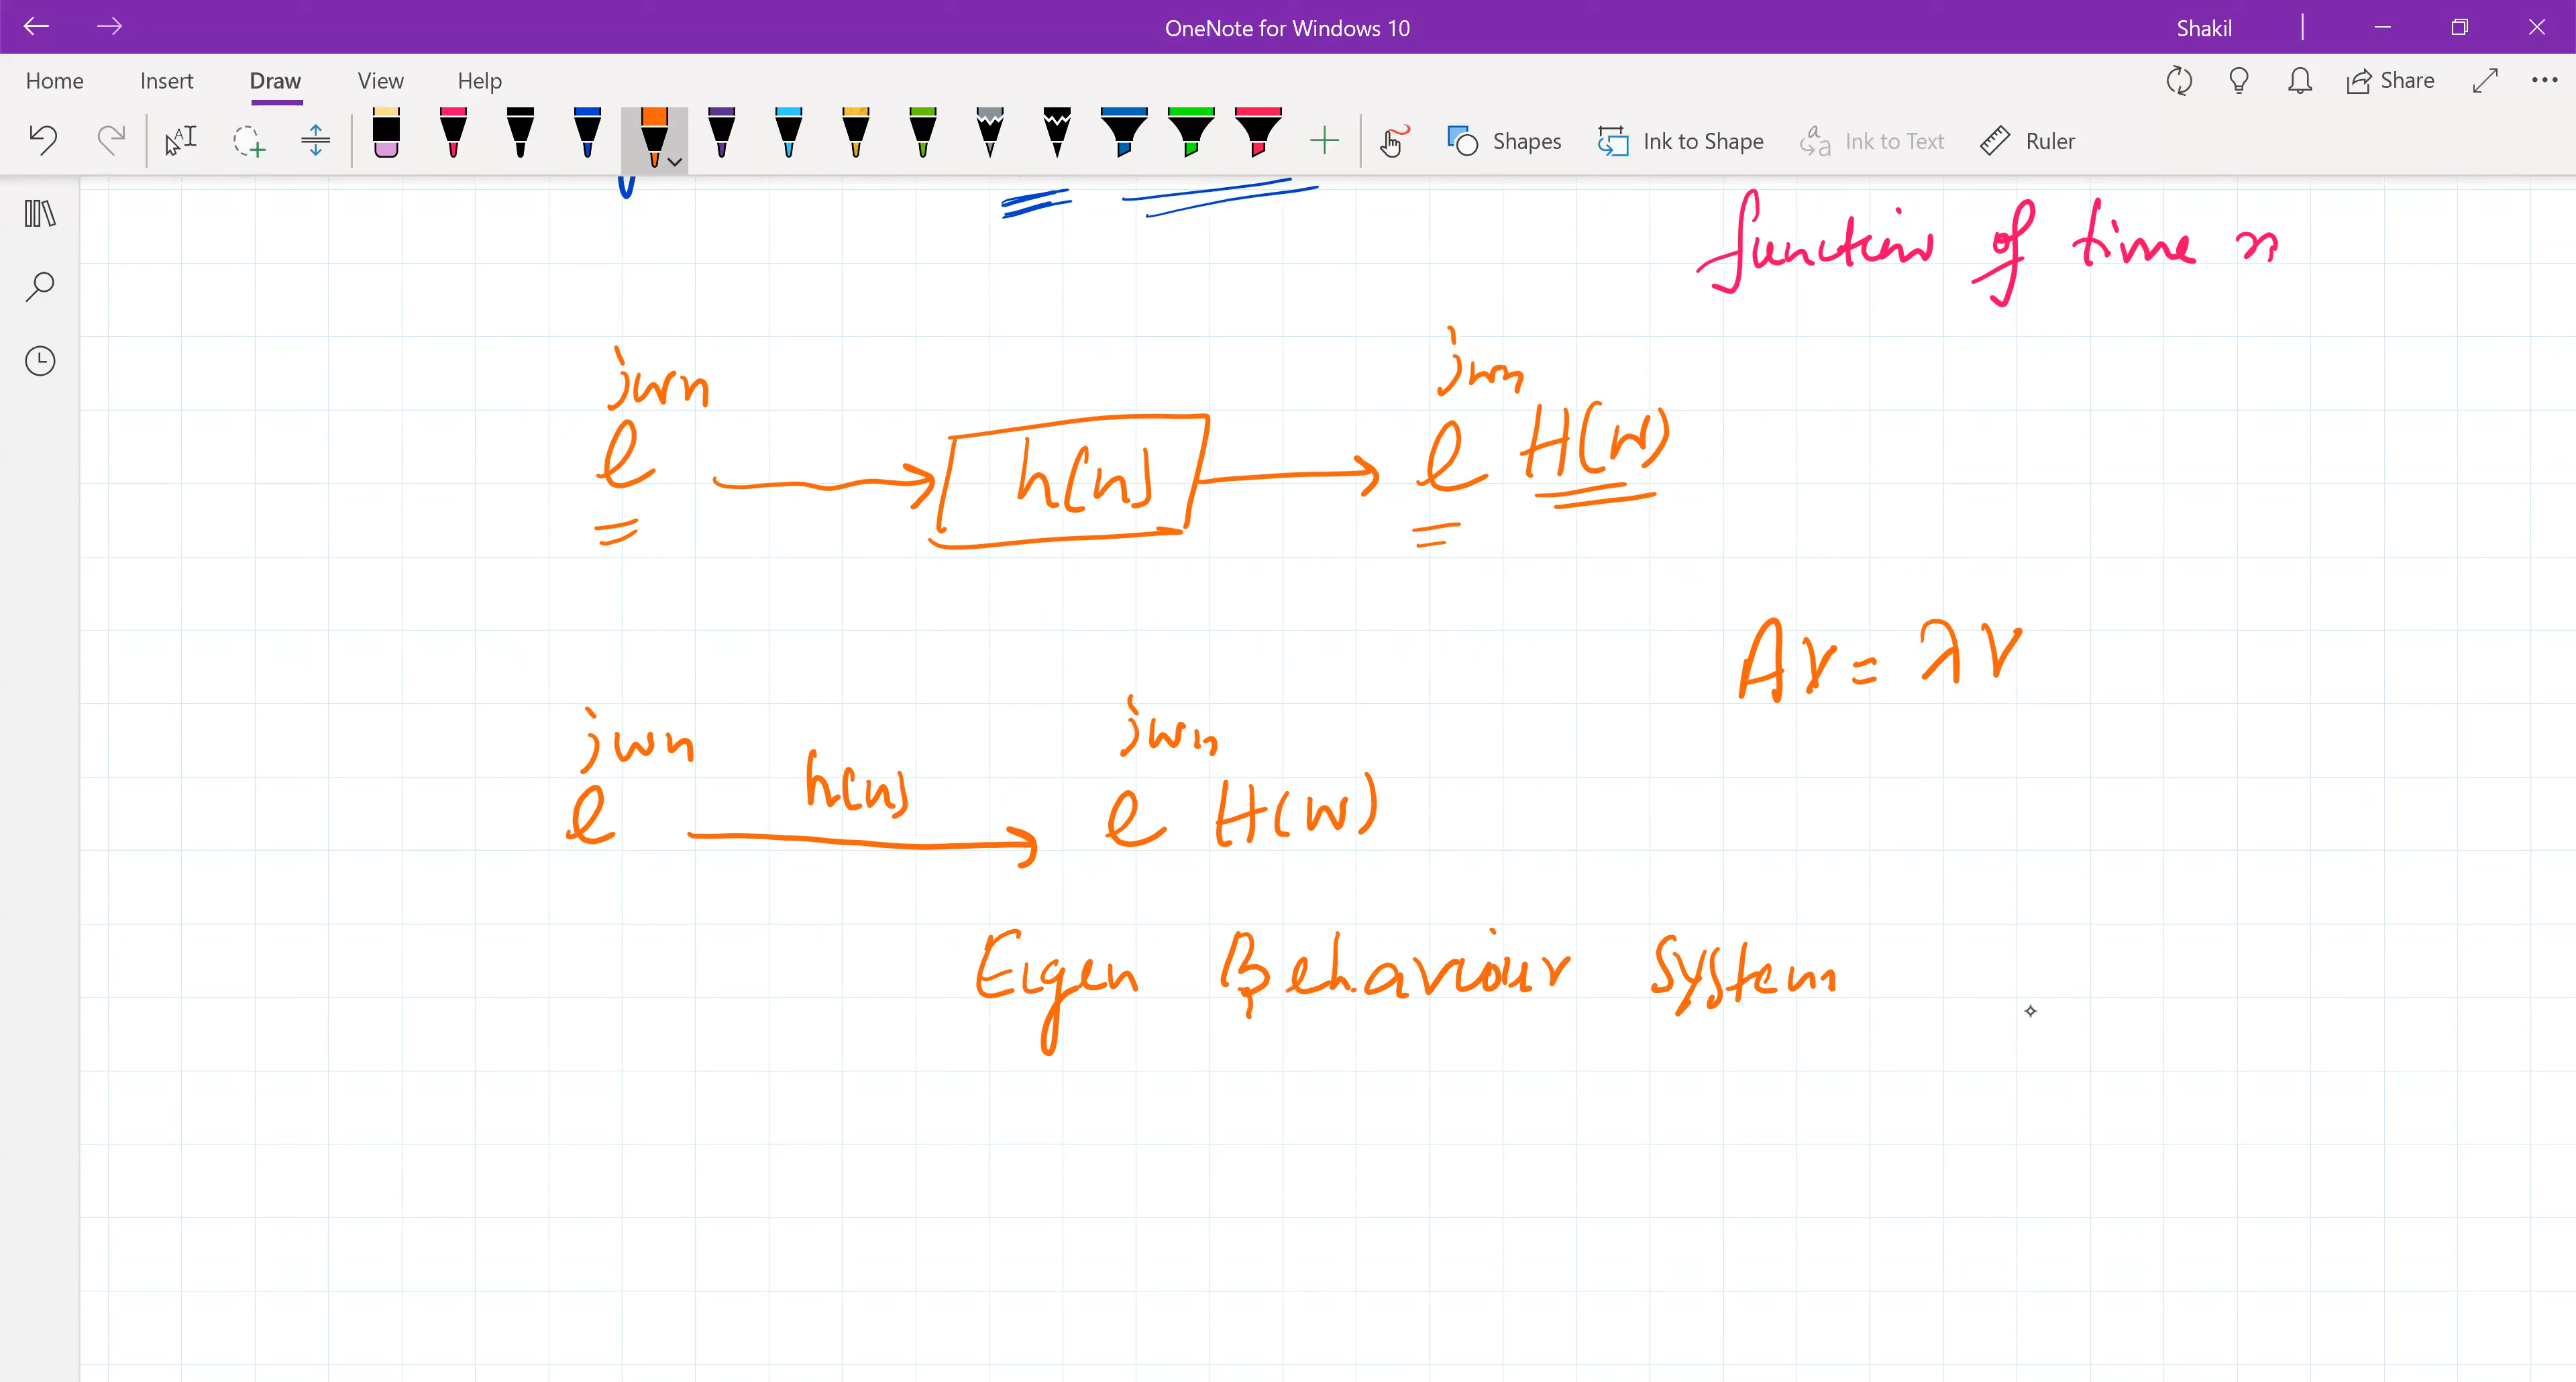 OneNote for Windows 10
Shakil
Home Insert Draw View Help
Share
Shapes Ink to Shape Ink to Text Ruler
function of time n
e^{jwn} → h[n] → e^{jwn} H(w)
Av = λv
e^{jwn} h[n] → e^{jwn} H(w)
Eigen Behaviour System